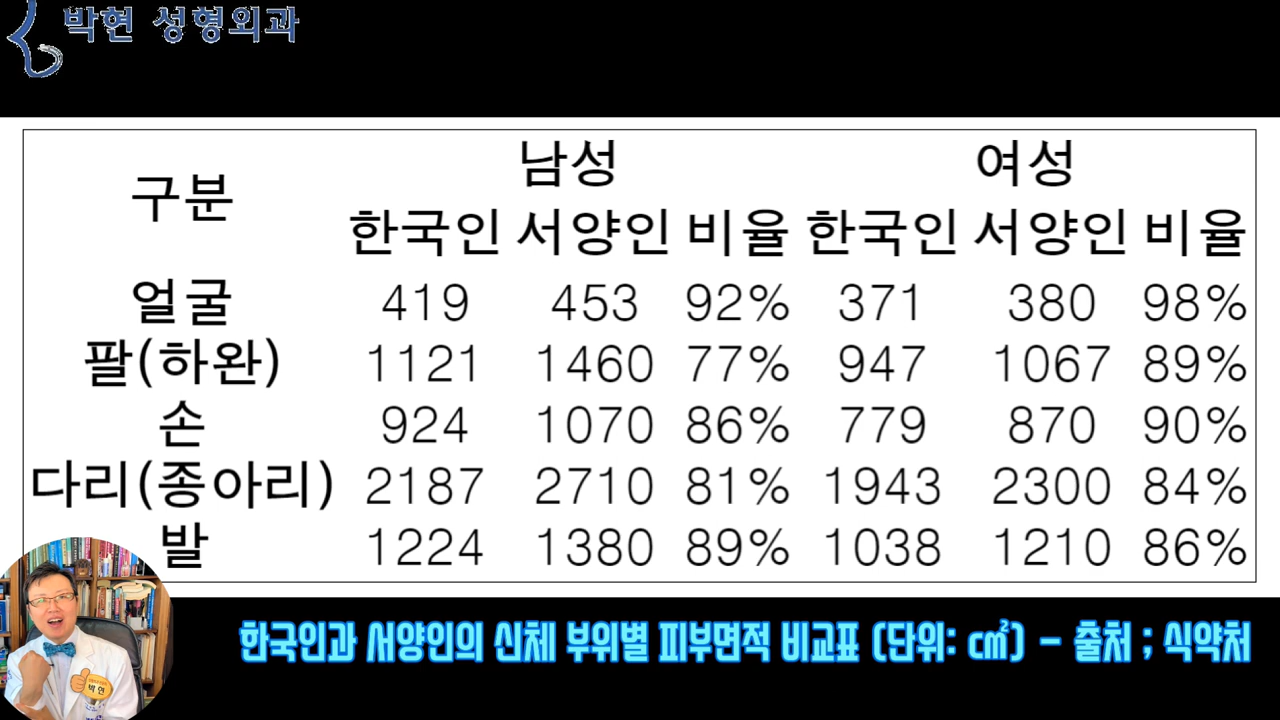 박현 성형외과
구분 남성 여성
한국인 서양인 비율 한국인 서양인 비율
얼굴 419 453 92% 371 380 98%
팔(하완) 1121 1460 77% 947 1067 89%
손 924 1070 86% 779 870 90%
다리(종아리) 2187 2710 81% 1943 2300 84%
발 1224 1380 89% 1038 1210 86%
한국인과 서양인의 신체 부위별 피부면적 비교표 (단위: ㎠) - 출처 ; 식약처
박 현